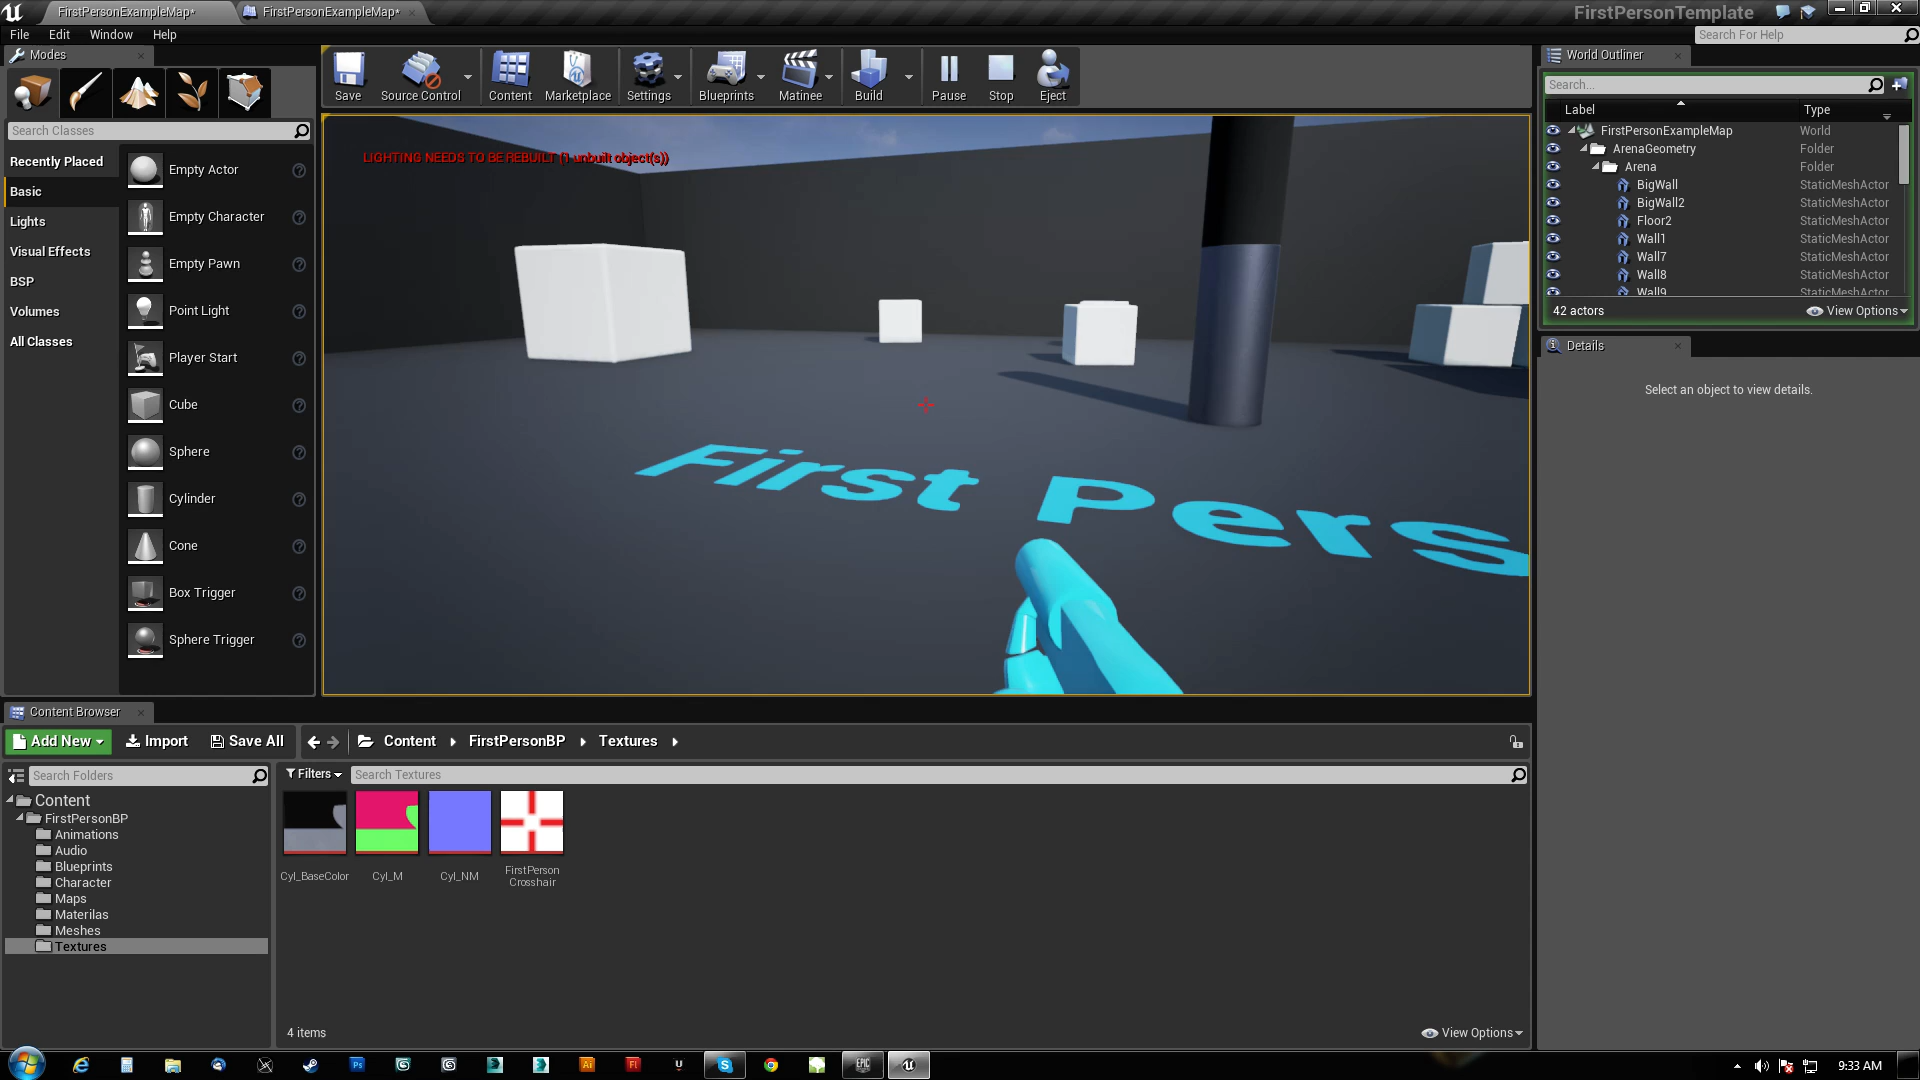 FirstPersonExampleMap*
FirstPersonExampleMap*
FirstPersonTemplate
File Edit Window Help
Search For Help
Modes
Save
Source Control
Content
Marketplace
Settings
Blueprints
Matinee
Build
Pause
Stop
Eject
Search Classes
Recently Placed
Basic
Lights
Visual Effects
BSP
Volumes
All Classes
Empty Actor
Empty Character
Empty Pawn
Point Light
Player Start
Cube
Sphere
Cylinder
Cone
Box Trigger
Sphere Trigger
LIGHTING NEEDS TO BE REBUILT (1 unbuilt object(s))
First Pers
World Outliner
Search...
Label Type
FirstPersonExampleMap World
ArenaGeometry Folder
Arena Folder
BigWall StaticMeshActor
BigWall2 StaticMeshActor
Floor2 StaticMeshActor
Wall1 StaticMeshActor
Wall7 StaticMeshActor
Wall8 StaticMeshActor
Wall9 StaticMeshActor
42 actors
View Options
Details
Select an object to view details.
Content Browser
Add New Import Save All Content FirstPersonBP Textures
Search Folders
Filters
Search Textures
Content
FirstPersonBP
Animations
Audio
Blueprints
Character
Maps
Materilas
Meshes
Textures
Cyl_BaseColor
Cyl_M
Cyl_NM
FirstPerson
Crosshair
4 items
View Options
Ps
Ai
Fl
EPIC
9:33 AM